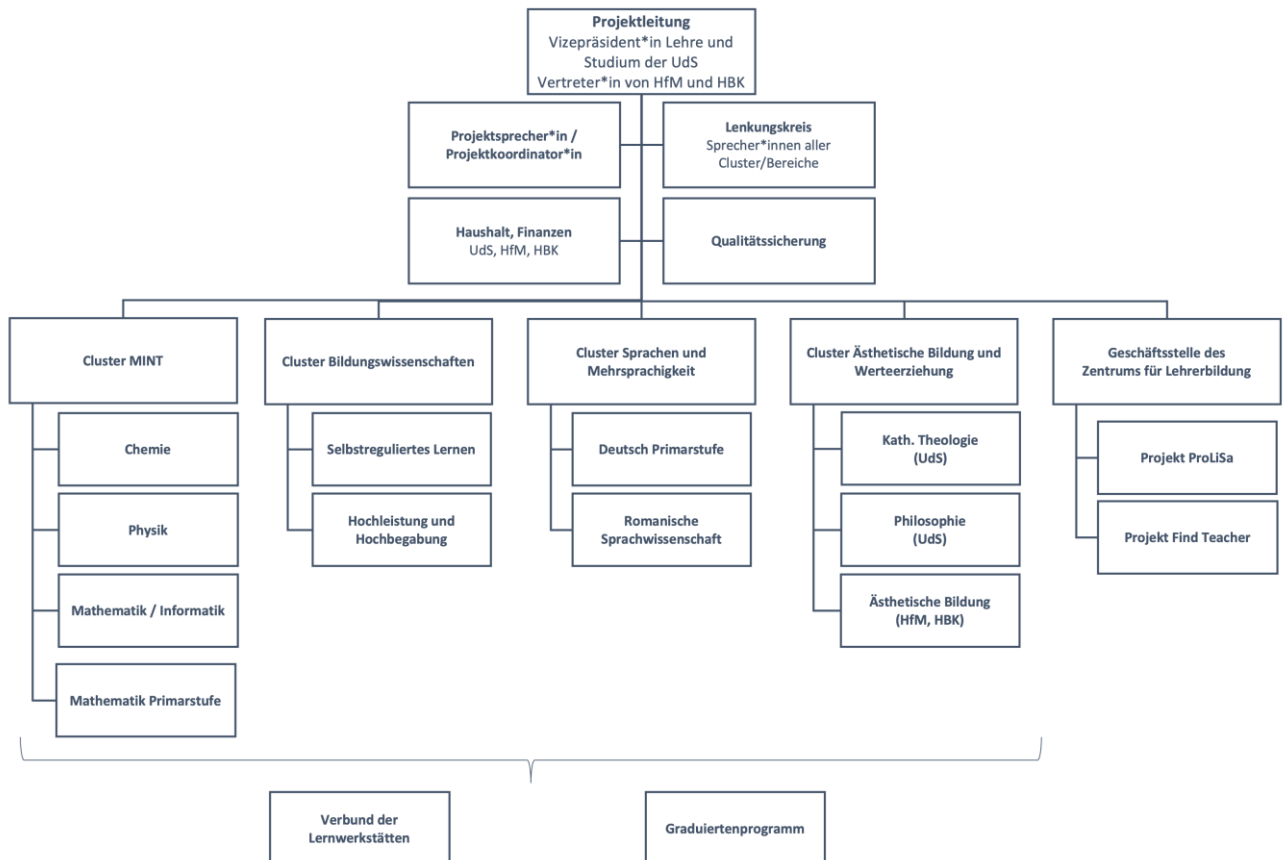 Projektleitung
Vizepräsident*in Lehre und
Studium der UdS
Vertreter*in von HfM und HBK
Projektsprecher*in /
Projektkoordinator*in
Lenkungskreis
Sprecher*innen aller
Cluster/Bereiche
Haushalt, Finanzen
UdS, HfM, HBK
Qualitätssicherung
Cluster MINT
Cluster Bildungswissenschaften
Cluster Sprachen und
Mehrsprachigkeit
Cluster Ästhetische Bildung und
Werteerziehung
Geschäftsstelle des
Zentrums für Lehrerbildung
Chemie
Physik
Mathematik / Informatik
Mathematik Primarstufe
Selbstreguliertes Lernen
Hochleistung und
Hochbegabung
Deutsch Primarstufe
Romanische
Sprachwissenschaft
Kath. Theologie
(UdS)
Philosophie
(UdS)
Ästhetische Bildung
(HfM, HBK)
Projekt ProLiSa
Projekt Find Teacher
Verbund der
Lernwerkstätten
Graduiertenprogramm